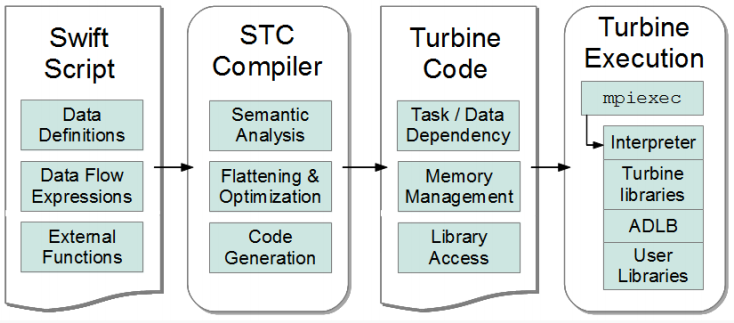 Swift
Script
Data
Definitions
Data Flow
Expressions
External
Functions
STC
Compiler
Semantic
Analysis
Flattening &
Optimization
Code
Generation
Turbine
Code
Task / Data
Dependency
Memory
Management
Library
Access
Turbine
Execution
mpiexec
Interpreter
Turbine
libraries
ADLB
User
Libraries